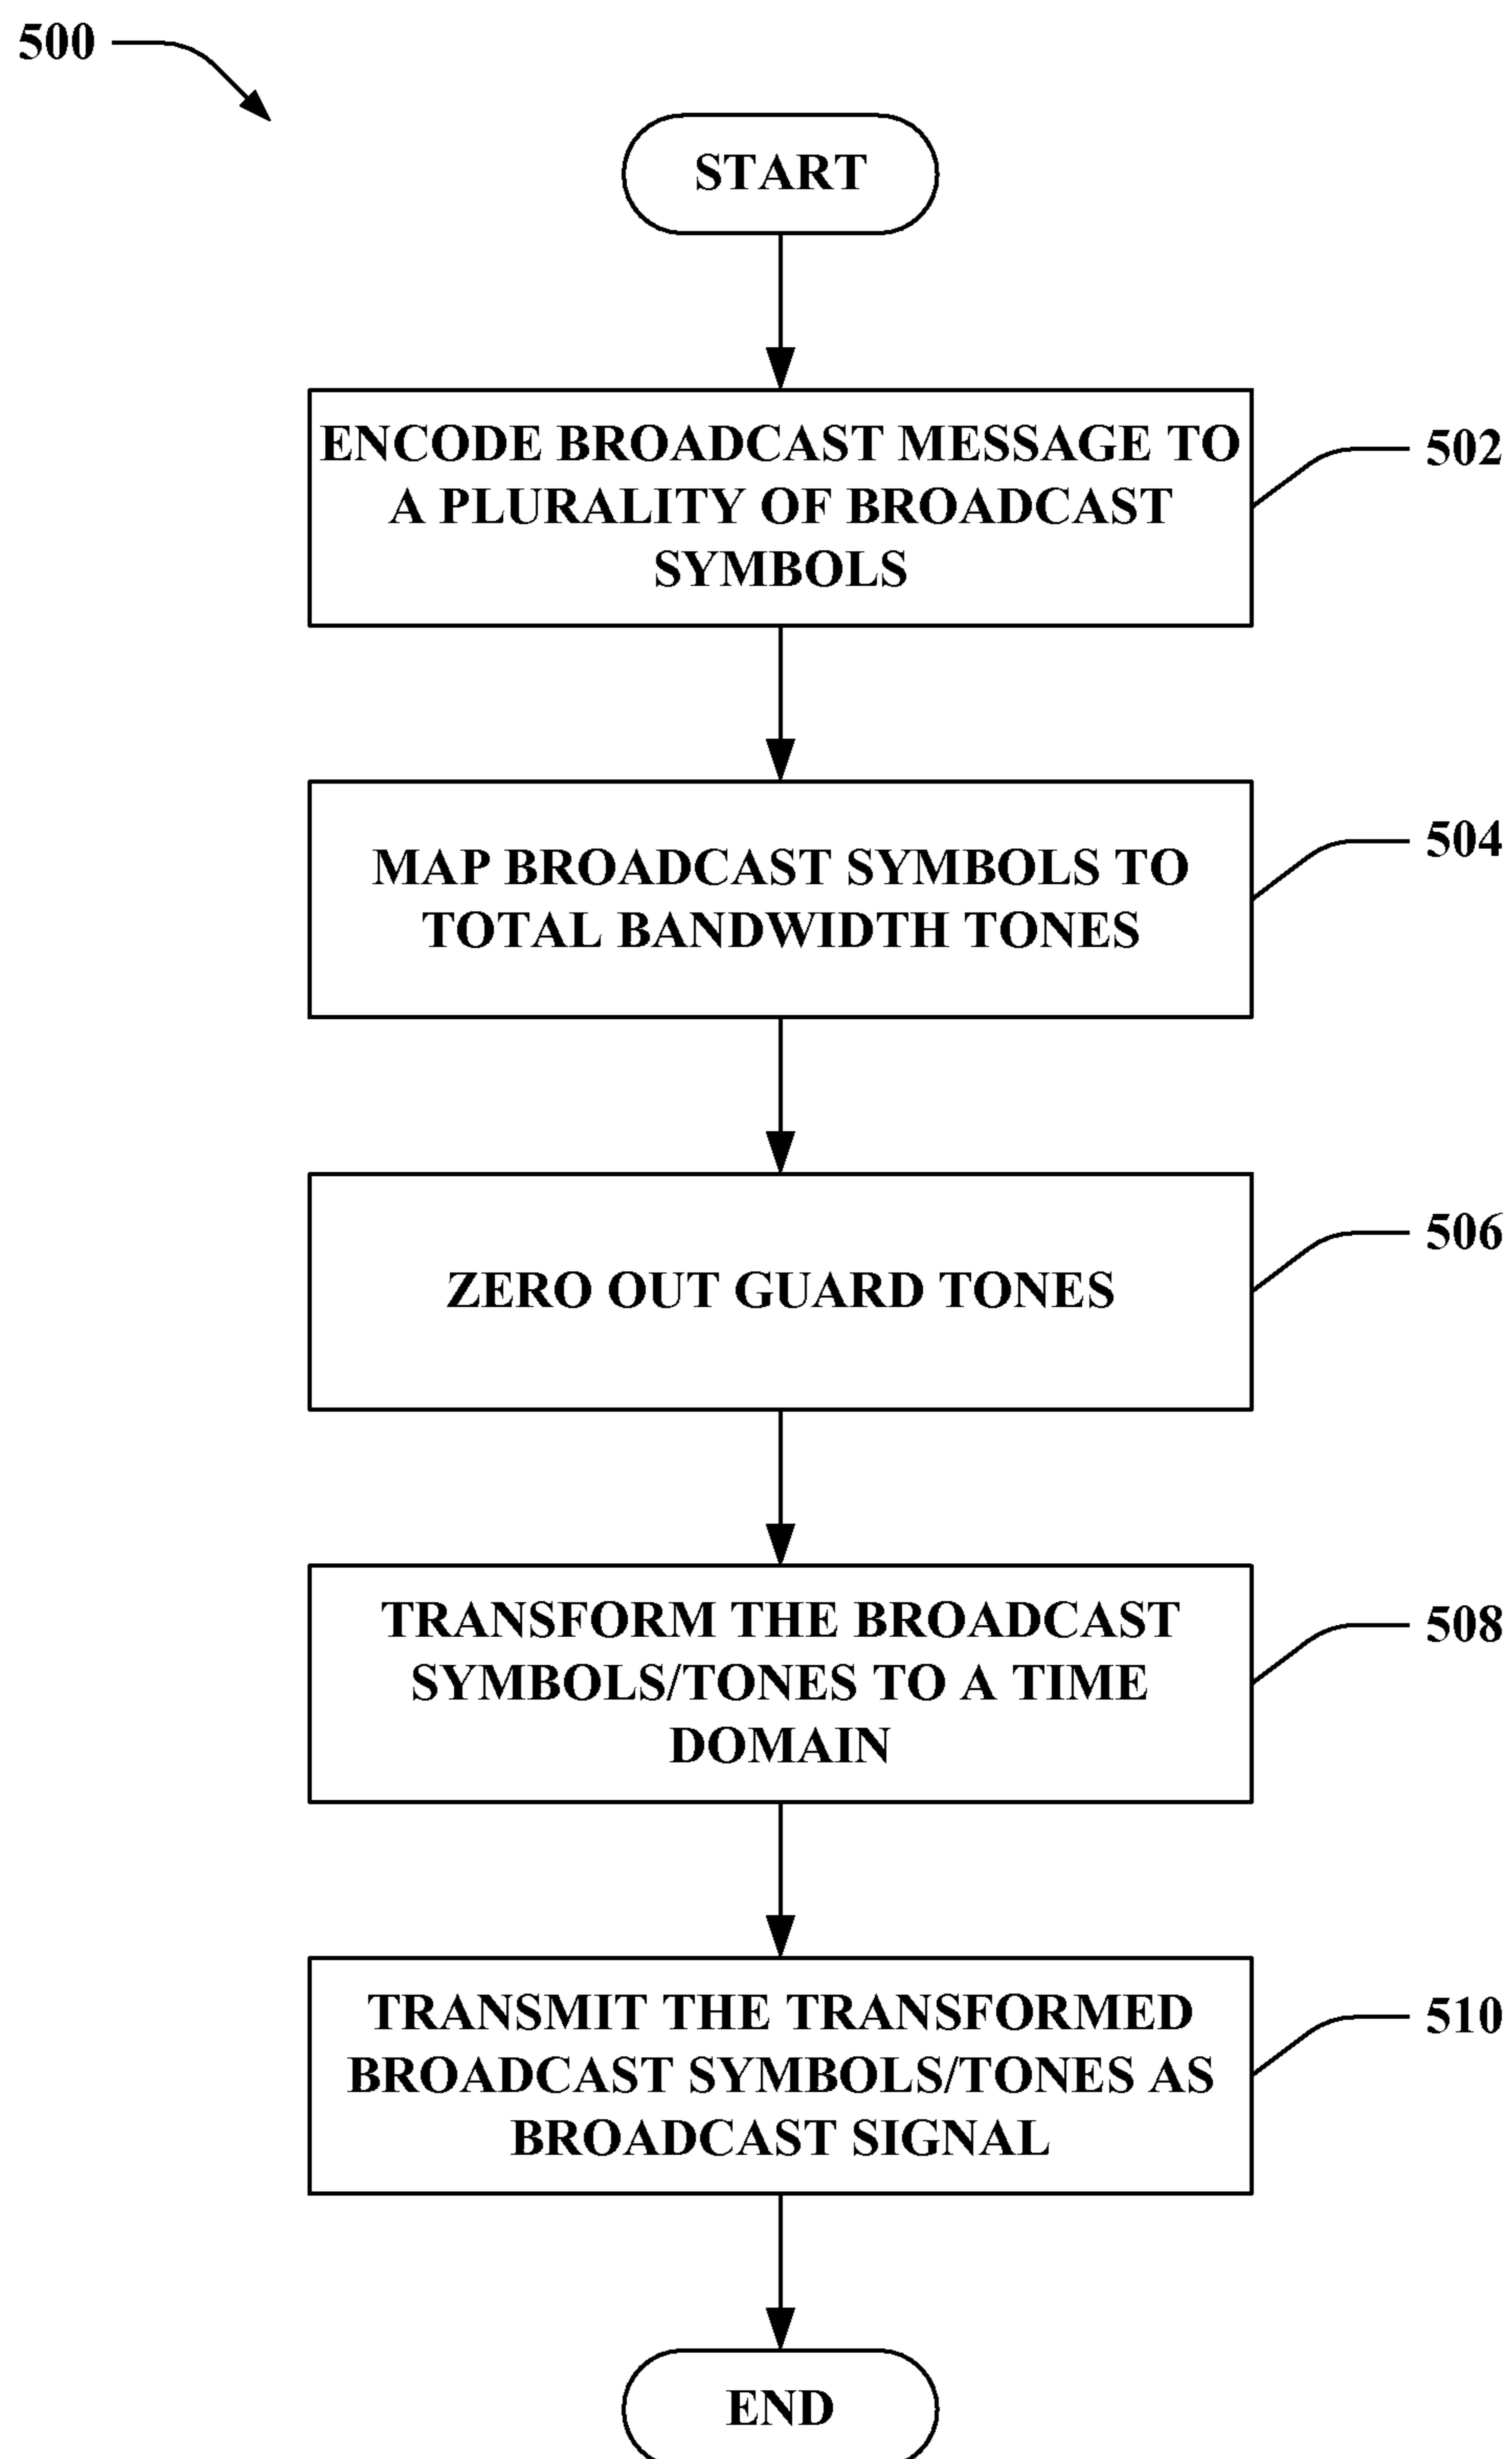 500
START
ENCODE BROADCAST MESSAGE TO
A PLURALITY OF BROADCAST
SYMBOLS
502
MAP BROADCAST SYMBOLS TO
TOTAL BANDWIDTH TONES
504
ZERO OUT GUARD TONES
506
TRANSFORM THE BROADCAST
SYMBOLS/TONES TO A TIME
DOMAIN
508
TRANSMIT THE TRANSFORMED
BROADCAST SYMBOLS/TONES AS
BROADCAST SIGNAL
510
END